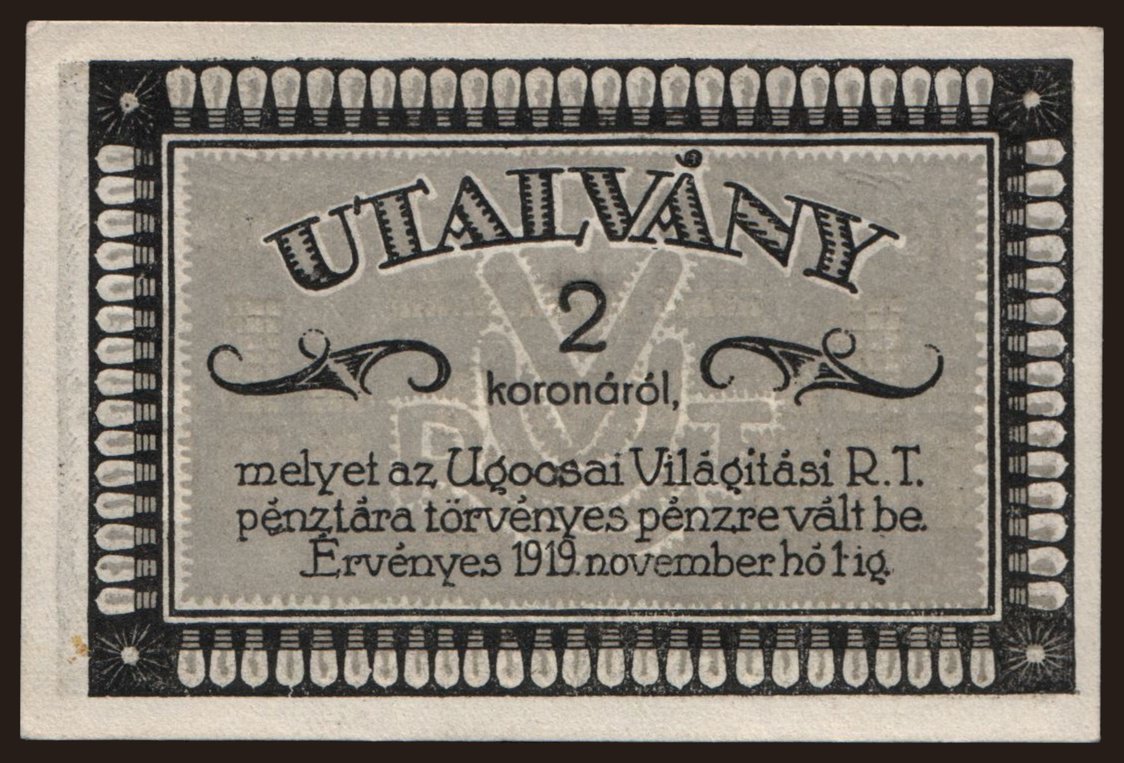 UTALVÁNY
2
koronáról,
melyet az Ugocsai Világitási R.T.
pénztára törvényes pénzre vált be.
Érvényes 1919. november hó 1-ig.